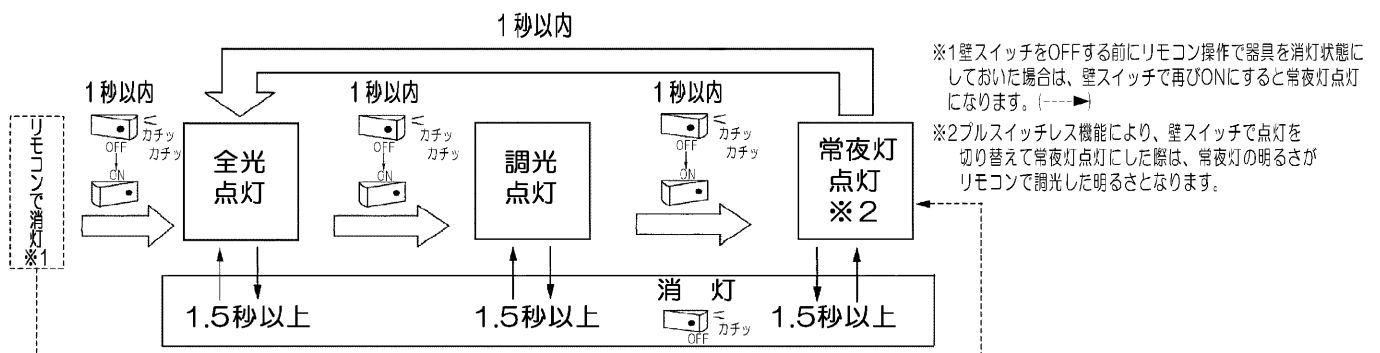 1秒以内
1秒以内
カチッ
カチッ
OFF
ON
リモコンで消灯※1
全光
点灯
1秒以内
カチッ
カチッ
OFF
ON
調光
点灯
1秒以内
カチッ
カチッ
OFF
ON
常夜灯
点灯
※2
1.5秒以上
1.5秒以上
消 灯
カチッ
OFF
1.5秒以上
※1壁スイッチをOFFする前にリモコン操作で器具を消灯状態に
しておいた場合は、壁スイッチで再びONにすると常夜灯点灯
になります。(----►)
※2プルスイッチレス機能により、壁スイッチで点灯を
切り替えて常夜灯点灯にした際は、常夜灯の明るさが
リモコンで調光した明るさとなります。